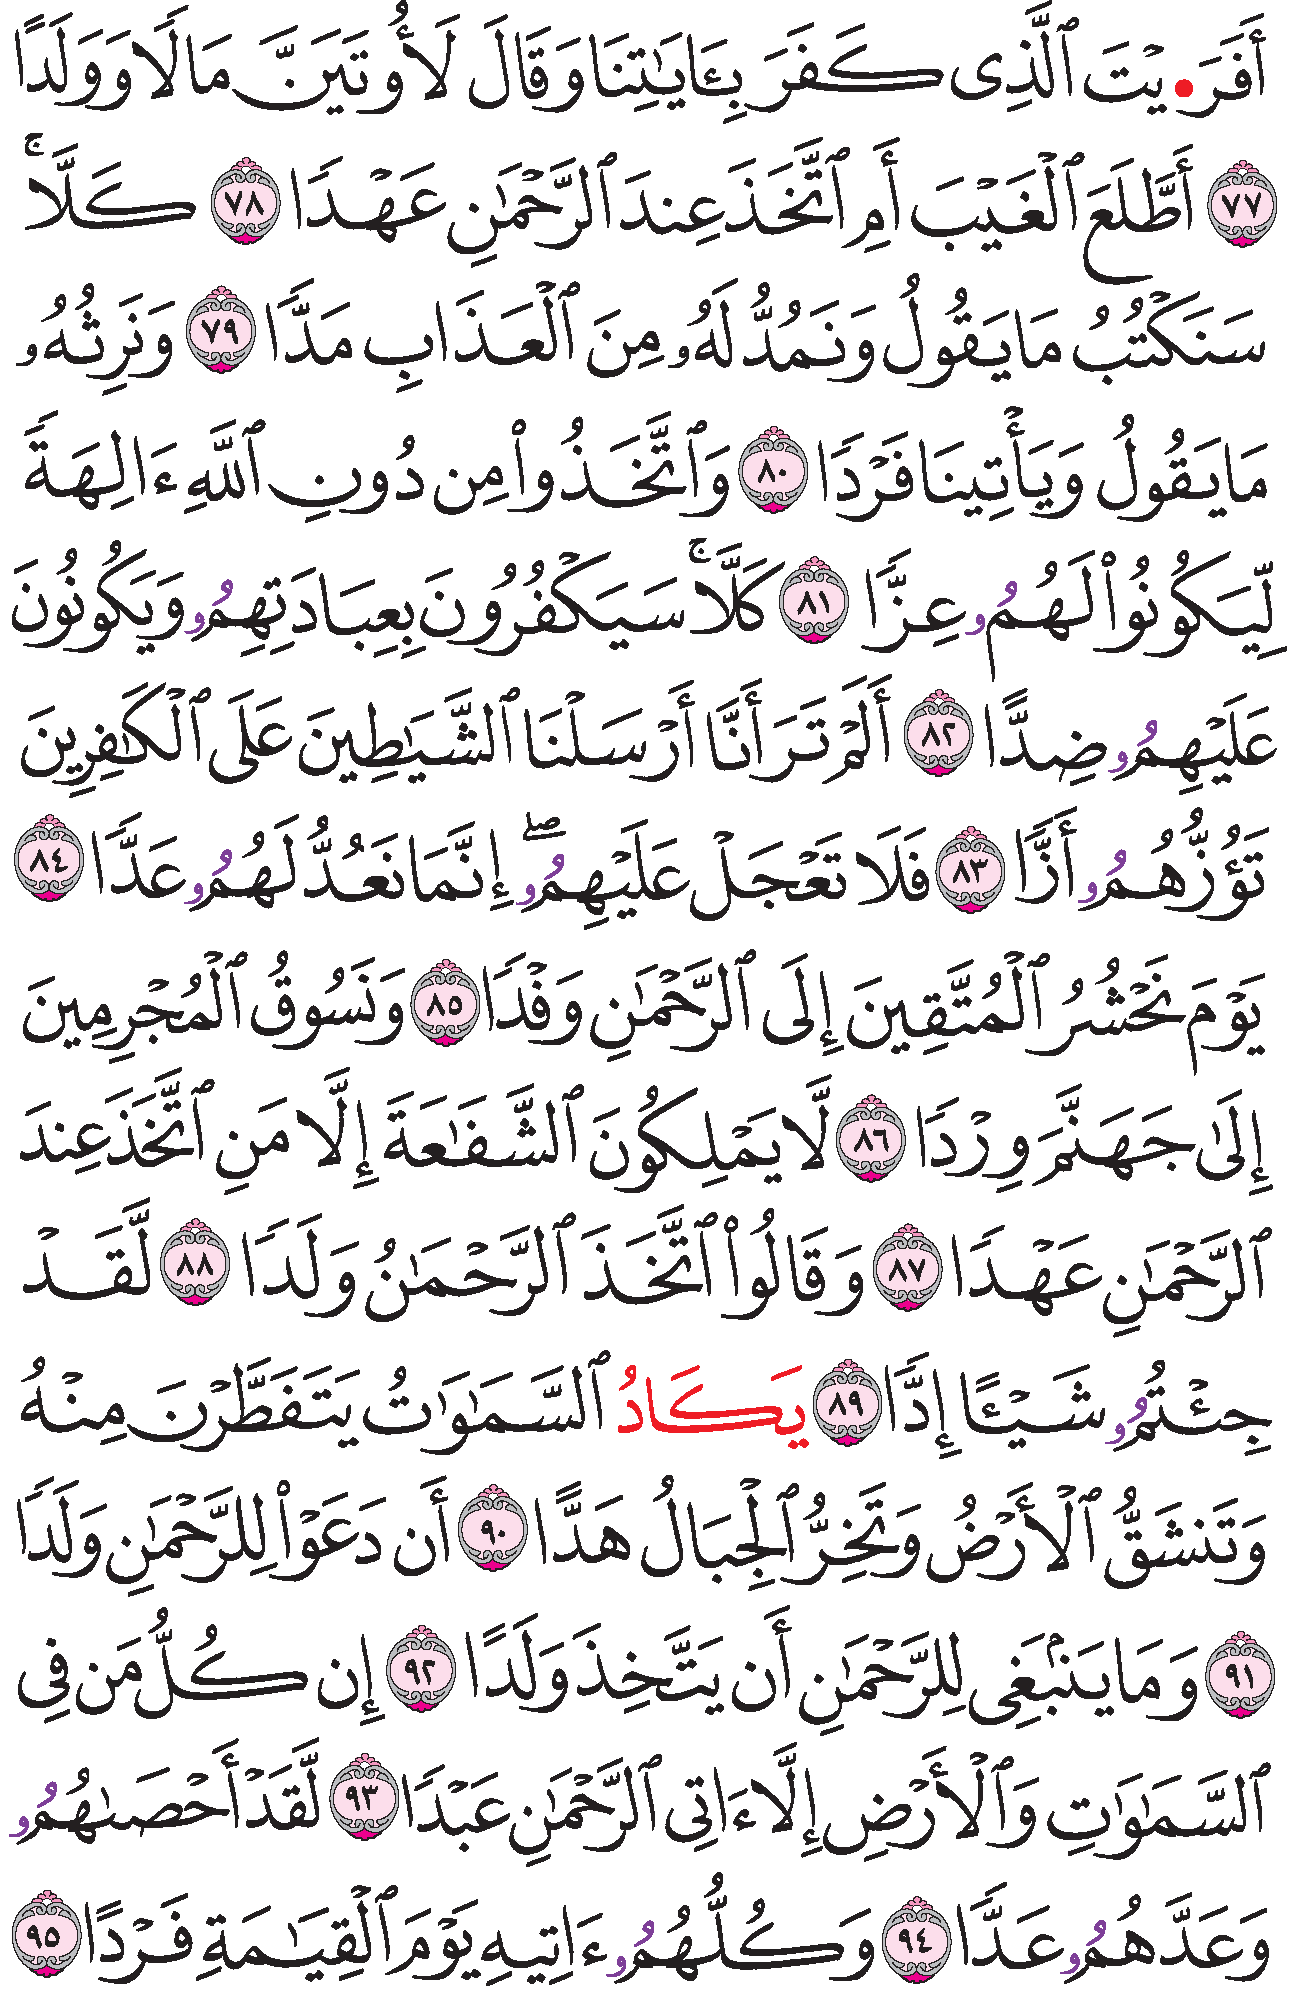 أَفَرَ•يۡتَ ٱلَّذِي كَفَرَ بِـَٔايَٰتِنَا وَقَالَ لَأُوتَيَنَّ مَالٗا وَوَلَدًا
٧٧ أَطَّلَعَ ٱلۡغَيۡبَ أَمِ ٱتَّخَذَ عِندَ ٱلرَّحۡمَٰنِ عَهۡدٗا ٧٨ كَلَّاۚ
سَنَكۡتُبُ مَا يَقُولُ وَنَمُدُّ لَهُۥ مِنَ ٱلۡعَذَابِ مَدّٗا ٧٩ وَنَرِثُهُۥ
مَا يَقُولُ وَيَأۡتِينَا فَرۡدٗا ٨٠ وَٱتَّخَذُواْ مِن دُونِ ٱللَّهِ ءَالِهَةٗ
لِّيَكُونُواْ لَهُمُۥ عِزّٗا ٨١ كَلَّاۚ سَيَكۡفُرُونَ بِعِبَادَتِهِمُۥ وَيَكُونُونَ
عَلَيۡهِمُۥ ضِدًّا ٨٢ أَلَمۡ تَرَ أَنَّا أَرۡسَلۡنَا ٱلشَّيَٰطِينَ عَلَى ٱلۡكَٰفِرِينَ
تَؤُزُّهُمُۥ أَزّٗا ٨٣ فَلَا تَعۡجَلۡ عَلَيۡهِمُۥۖ إِنَّمَا نَعُدُّ لَهُمُۥ عَدّٗا ٨٤
يَوۡمَ نَحۡشُرُ ٱلۡمُتَّقِينَ إِلَى ٱلرَّحۡمَٰنِ وَفۡدٗا ٨٥ وَنَسُوقُ ٱلۡمُجۡرِمِينَ
إِلَىٰ جَهَنَّمَ وِرۡدٗا ٨٦ لَّا يَمۡلِكُونَ ٱلشَّفَٰعَةَ إِلَّا مَنِ ٱتَّخَذَ عِندَ
ٱلرَّحۡمَٰنِ عَهۡدٗا ٨٧ وَقَالُواْ ٱتَّخَذَ ٱلرَّحۡمَٰنُ وَلَدٗا ٨٨ لَّقَدۡ
جِئۡتُمُۥ شَيۡـًٔا إِدّٗا ٨٩ يَكَادُ ٱلسَّمَٰوَٰتُ يَتَفَطَّرۡنَ مِنۡهُ
وَتَنشَقُّ ٱلۡأَرۡضُ وَتَخِرُّ ٱلۡجِبَالُ هَدًّا ٩٠ أَن دَعَوۡاْ لِلرَّحۡمَٰنِ وَلَدٗا
٩١ وَمَا يَنۢبَغِي لِلرَّحۡمَٰنِ أَن يَتَّخِذَ وَلَدًا ٩٢ إِن كُلُّ مَن فِي
ٱلسَّمَٰوَٰتِ وَٱلۡأَرۡضِ إِلَّا ءَاتِي ٱلرَّحۡمَٰنِ عَبۡدٗا ٩٣ لَّقَدۡ أَحۡصَىٰهُمُۥ
وَعَدَّهُمُۥ عَدّٗا ٩٤ وَكُلُّهُمُۥ ءَاتِيهِ يَوۡمَ ٱلۡقِيَٰمَةِ فَرۡدًا ٩٥